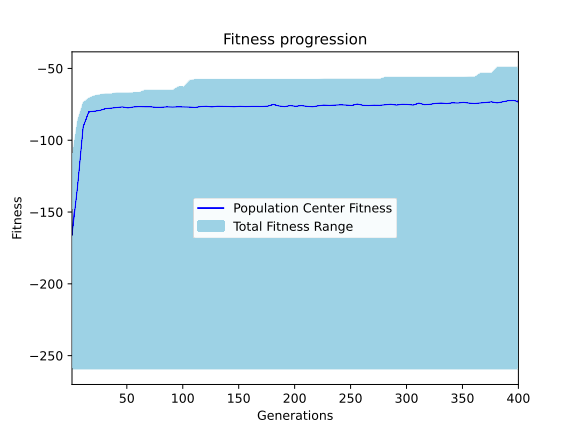 Fitness progression
−50
−100
−150
−200
−250
Fitness
Population Center Fitness
Total Fitness Range
50 100 150 200 250 300 350 400
Generations